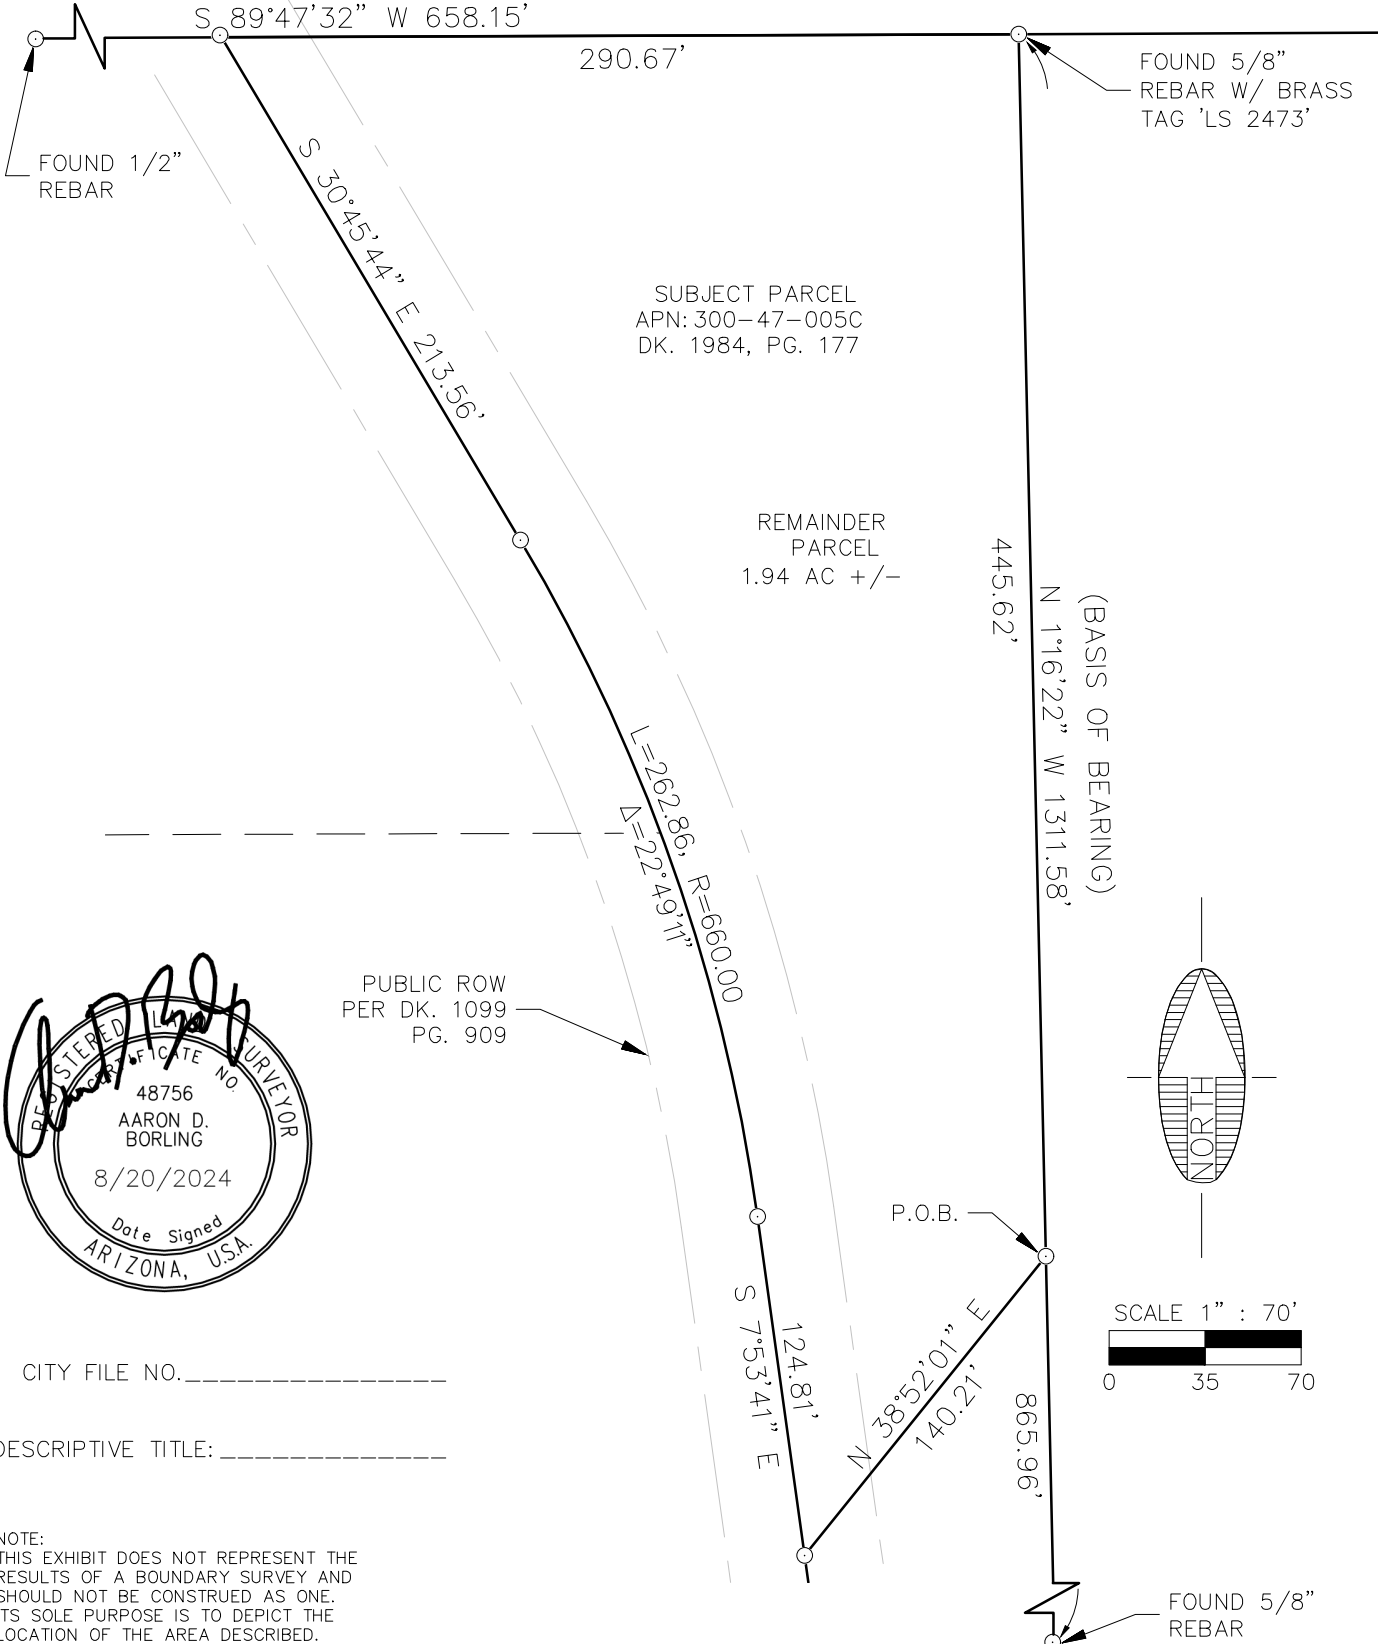 S 89°47'32" W 658.15'
290.67'
FOUND 5/8"
REBAR W/ BRASS
TAG 'LS 2473'
FOUND 1/2"
REBAR
S 30°45'44" E 213.56'
SUBJECT PARCEL
APN: 300-47-005C
DK. 1984, PG. 177
REMAINDER
PARCEL
1.94 AC +/-
445.62'
N 1°16'22" W 1311.58'
(BASIS OF BEARING)
L=262.86, R=660.00
Δ=22°49'11"
PUBLIC ROW
PER DK. 1099
PG. 909
REGISTERED LAND SURVEYOR
CERTIFICATE NO.
48756
AARON D.
BORLING
8/20/2024
Date Signed
ARIZONA, U.S.A.
NORTH
P.O.B.
S 7°53'41" E
124.81'
N 38°52'01" E
140.21'
865.96'
SCALE 1" : 70'
0 35 70
CITY FILE NO._______________
DESCRIPTIVE TITLE:_____________
NOTE:
THIS EXHIBIT DOES NOT REPRESENT THE
RESULTS OF A BOUNDARY SURVEY AND
SHOULD NOT BE CONSTRUED AS ONE.
ITS SOLE PURPOSE IS TO DEPICT THE
LOCATION OF THE AREA DESCRIBED.
FOUND 5/8"
REBAR